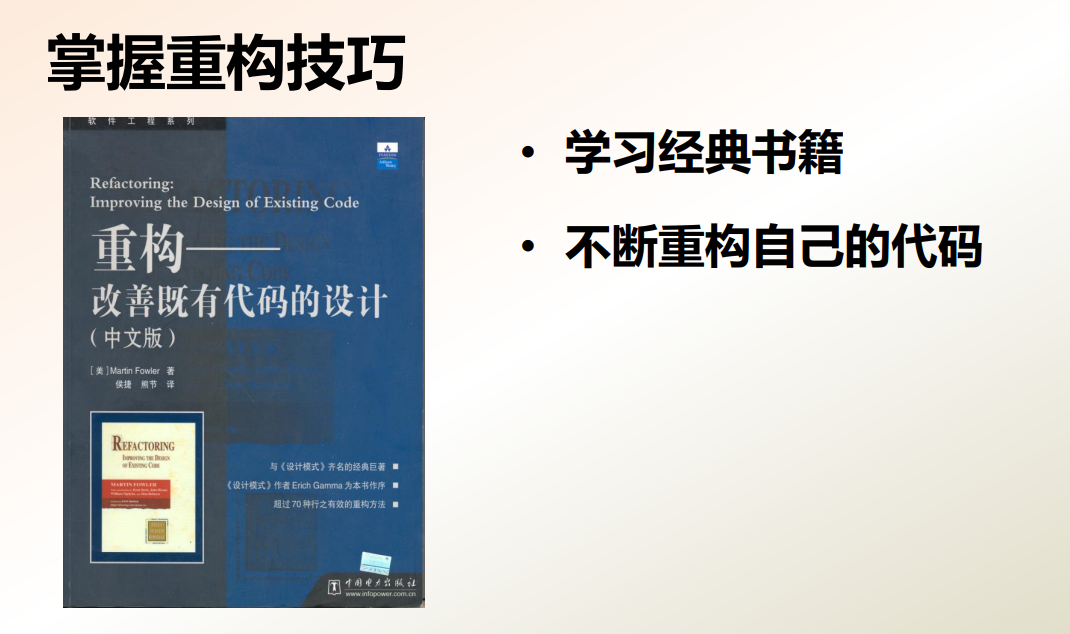 掌握重构技巧
软件工程系列
Refactoring:
Improving the Design of Existing Code
重构——
改善既有代码的设计
（中文版）
［美］Martin Fowler 著
侯捷 熊节 译
REFACTORING
IMPROVING THE DESIGN
OF EXISTING CODE
MARTIN FOWLER
与《设计模式》齐名的经典巨著 ■
《设计模式》作者 Erich Gamma 为本书作序 ■
超过 70 种行之有效的重构方法 ■
中国电力出版社
www.infopower.com.cn
• 学习经典书籍
• 不断重构自己的代码